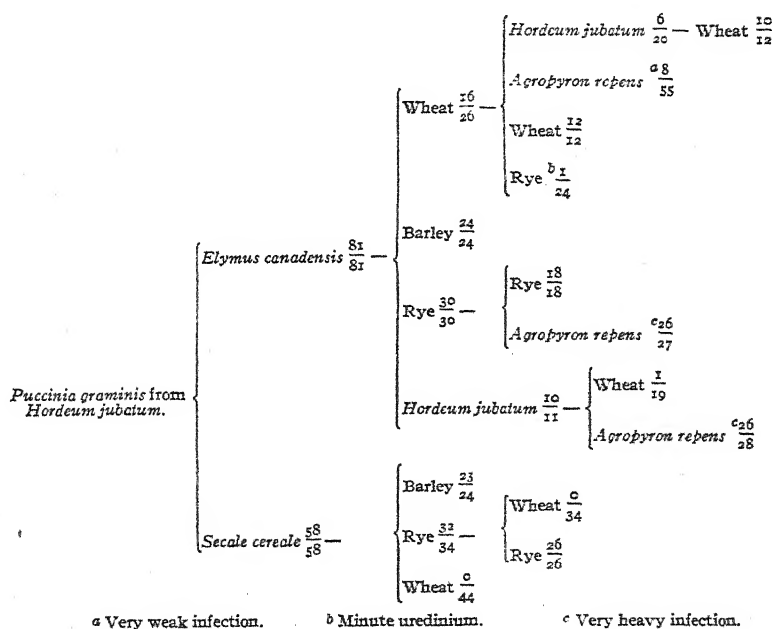 Hordeum jubatum 6/20 — Wheat 10/12
Agropyron repens a 8/55
Wheat 16/26 —
Wheat 12/12
Rye b 1/24
Barley 24/24
Elymus canadensis 81/81 —
Rye 18/18
Rye 30/30 —
Agropyron repens c 26/27
Wheat 1/19
Puccinia graminis from
Hordeum jubatum.
Hordeum jubatum 10/11 —
Agropyron repens c 26/28
Barley 23/24
Wheat 0/34
Secale cereale 58/58 —
Rye 32/34 —
Rye 26/26
Wheat 0/44
a Very weak infection. b Minute uredinium. c Very heavy infection.